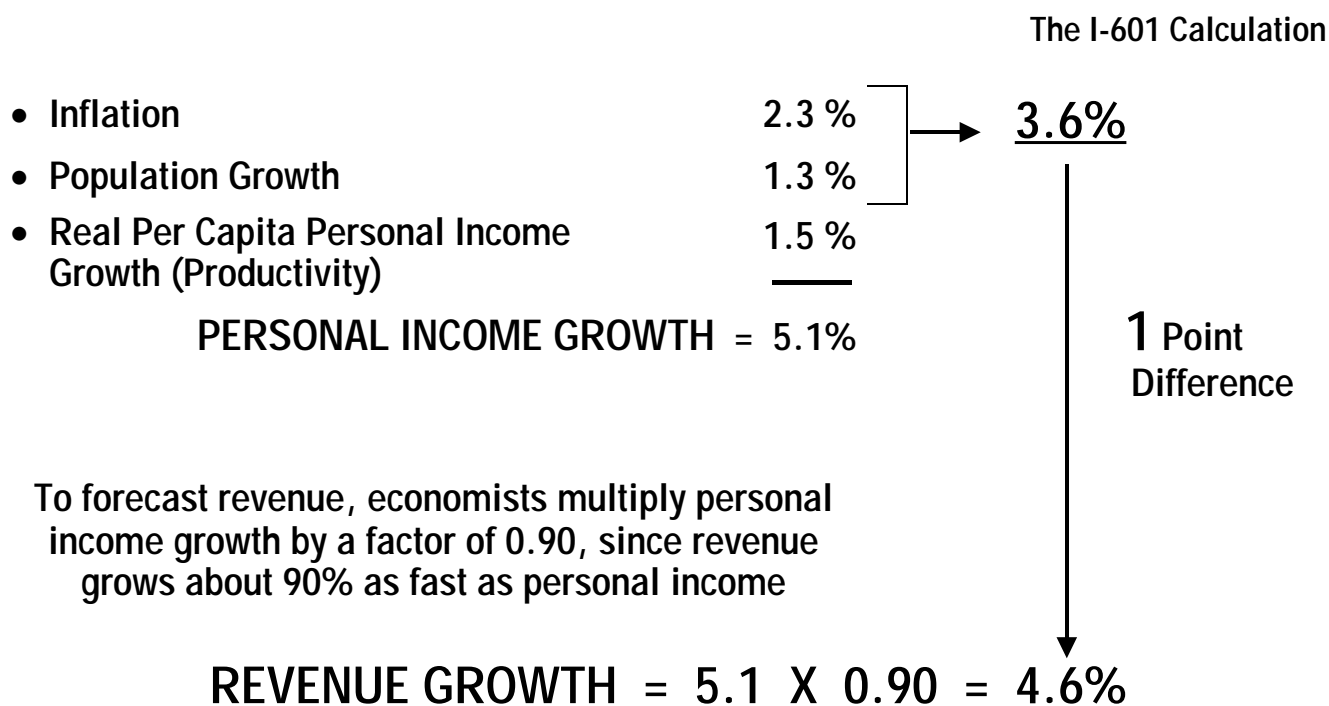 The I-601 Calculation
• Inflation 2.3 % 3.6%
• Population Growth 1.3 %
• Real Per Capita Personal Income 1.5 %
Growth (Productivity)
PERSONAL INCOME GROWTH = 5.1%
1 Point
Difference
To forecast revenue, economists multiply personal
income growth by a factor of 0.90, since revenue
grows about 90% as fast as personal income
REVENUE GROWTH = 5.1 X 0.90 = 4.6%